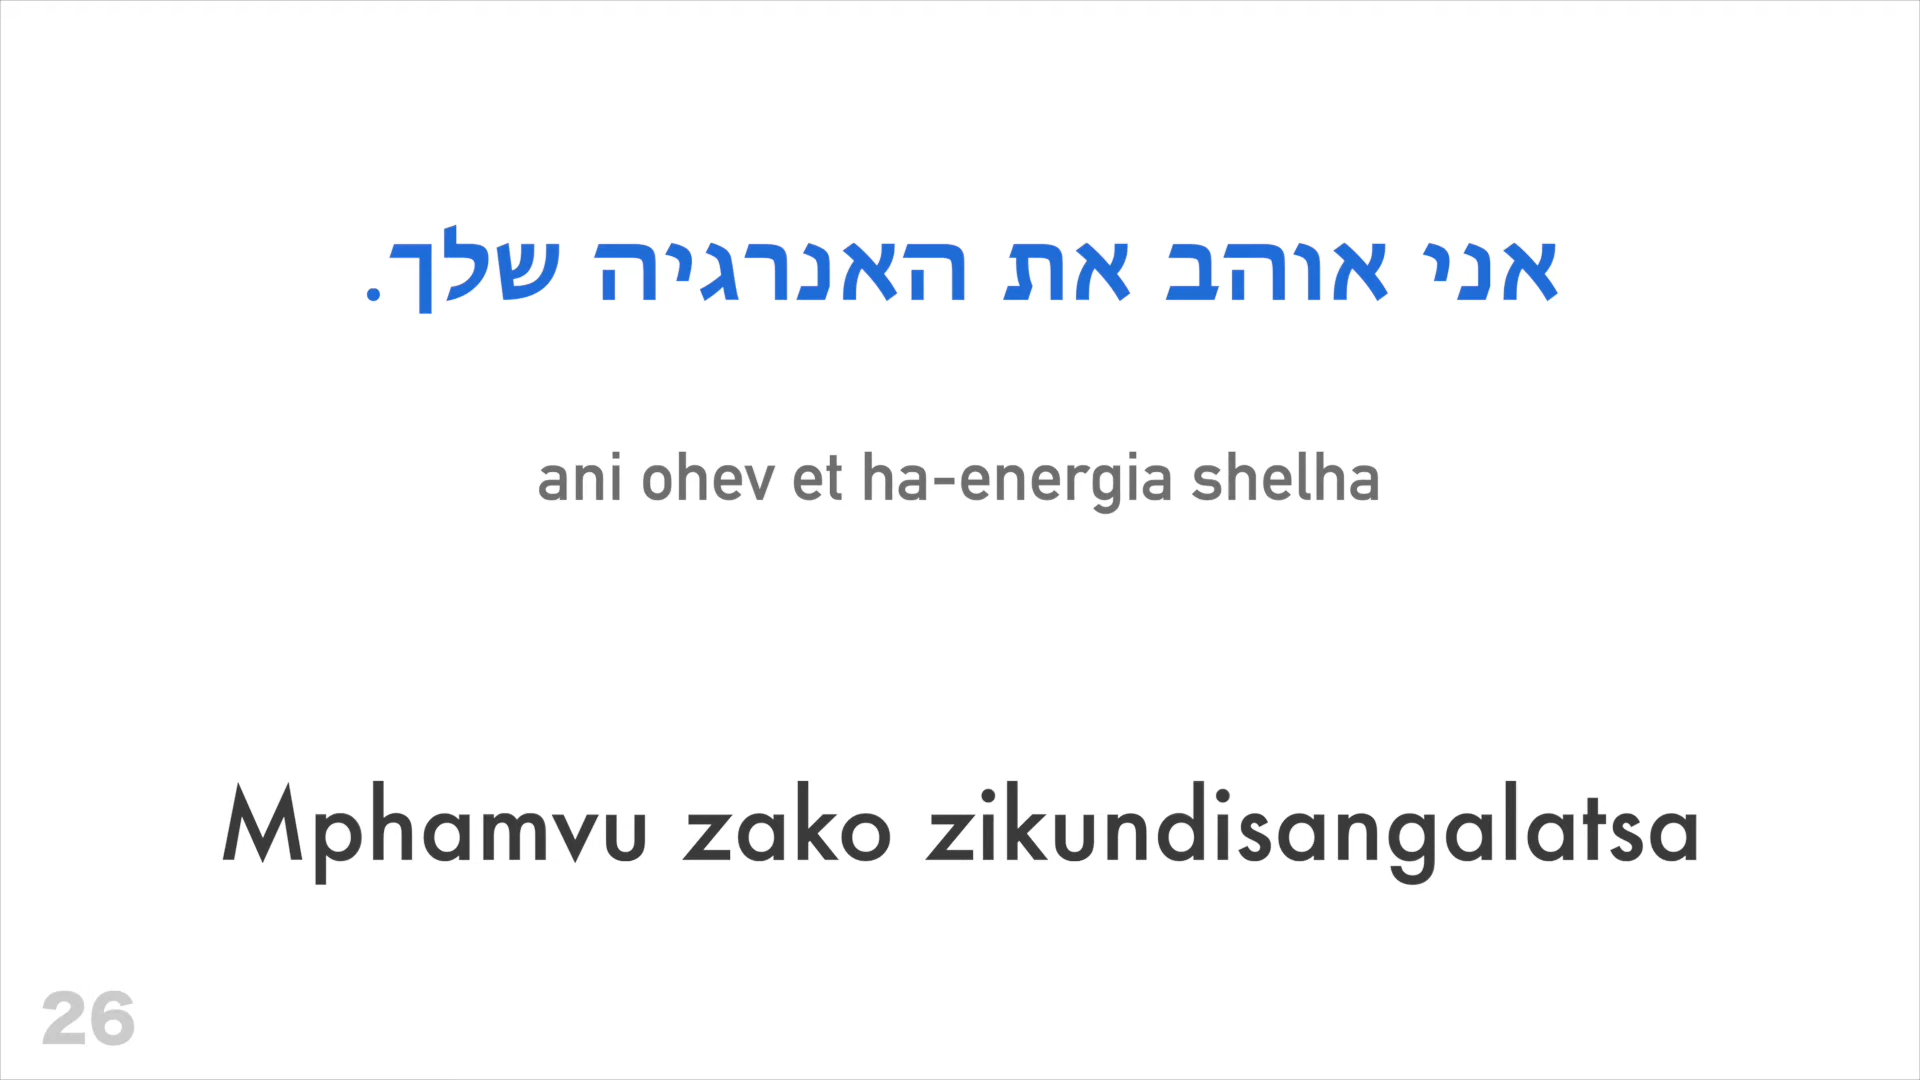 אני אוהב את האנרגיה שלך.
ani ohev et ha-energia shelha
Mphamvu zako zikundisangalatsa
26